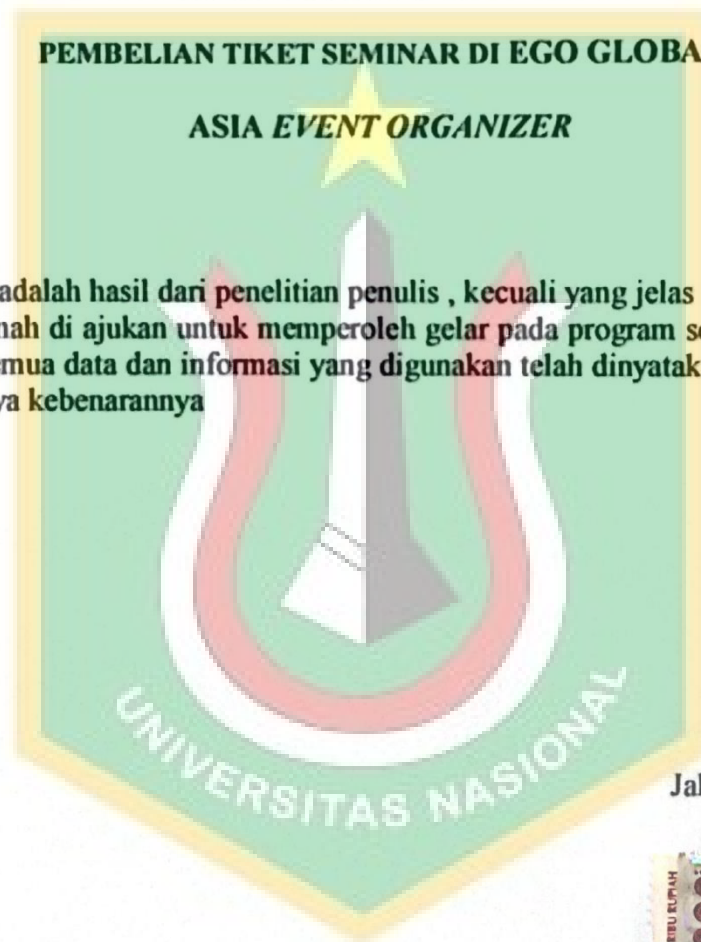 PEMBELIAN TIKET SEMINAR DI EGO GLOBA
ASIA EVENT ORGANIZER
adalah hasil dari penelitian penulis , kecuali yang jelas
nah di ajukan untuk memperoleh gelar pada program s
mua data dan informasi yang digunakan telah dinyatak
ya kebenarannya
UNIVERSITAS NASIONAL
Jal
RIBU RUPIAH